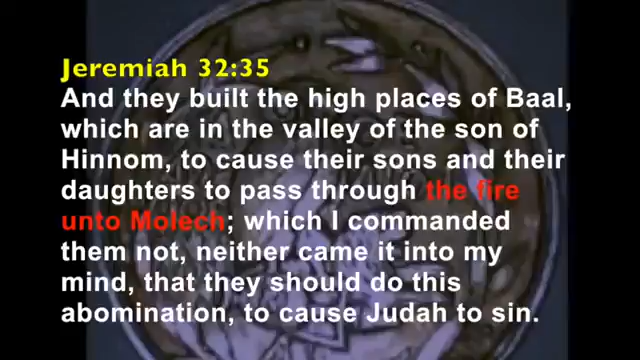 Jeremiah 32:35
And they built the high places of Baal,
which are in the valley of the son of
Hinnom, to cause their sons and their
daughters to pass through the fire
unto Molech; which I commanded
them not, neither came it into my
mind, that they should do this
abomination, to cause Judah to sin.